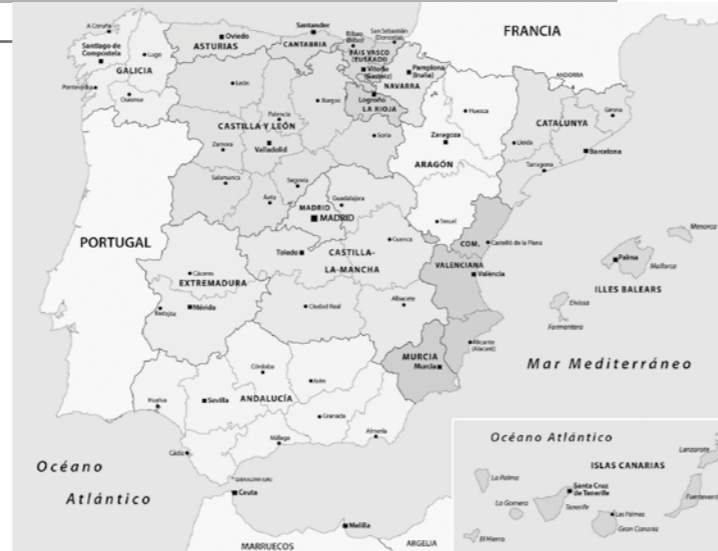 FRANCIA
A Coruña
Santander
Bilbao
(Bilbo)
San Sebastián
(Donostia)
Oviedo
ASTURIAS
CANTABRIA
PAÍS VASCO
(EUSKADI)
Santiago de
Compostela
Lugo
GALICIA
Vitoria
(Gasteiz)
Pamplona
(Iruña)
ANDORRA
Pontevedra
Ourense
León
NAVARRA
Logroño
LA RIOJA
Burgos
Palencia
Huesca
Girona
CATALUNYA
CASTILLA Y LEÓN
Soria
Zaragoza
Lleida
Barcelona
Zamora
Valladolid
ARAGÓN
Tarragona
Salamanca
Segovia
Ávila
MADRID
Guadalajara
MADRID
Teruel
Menorca
PORTUGAL
Toledo
CASTILLA-
LA-MANCHA
Cuenca
COM.
VALENCIANA
Castelló de la Plana
València
Palma
Mallorca
ILLES BALEARS
Cáceres
EXTREMADURA
Mérida
Badajoz
Ciudad Real
Albacete
Eivissa
Formentera
Alicante
(Alacant)
MURCIA
Murcia
Mar Mediterráneo
Córdoba
Jaén
Huelva
Sevilla
ANDALUCÍA
Granada
Almería
Málaga
Cádiz
Océano
Atlántico
GIBRALTAR (UK)
Ceuta
Melilla
MARRUECOS
ARGELIA
Océano Atlántico
ISLAS CANARIAS
Lanzarote
La Palma
Santa Cruz
de Tenerife
La Gomera
Tenerife
Las Palmas
Gran Canaria
El Hierro